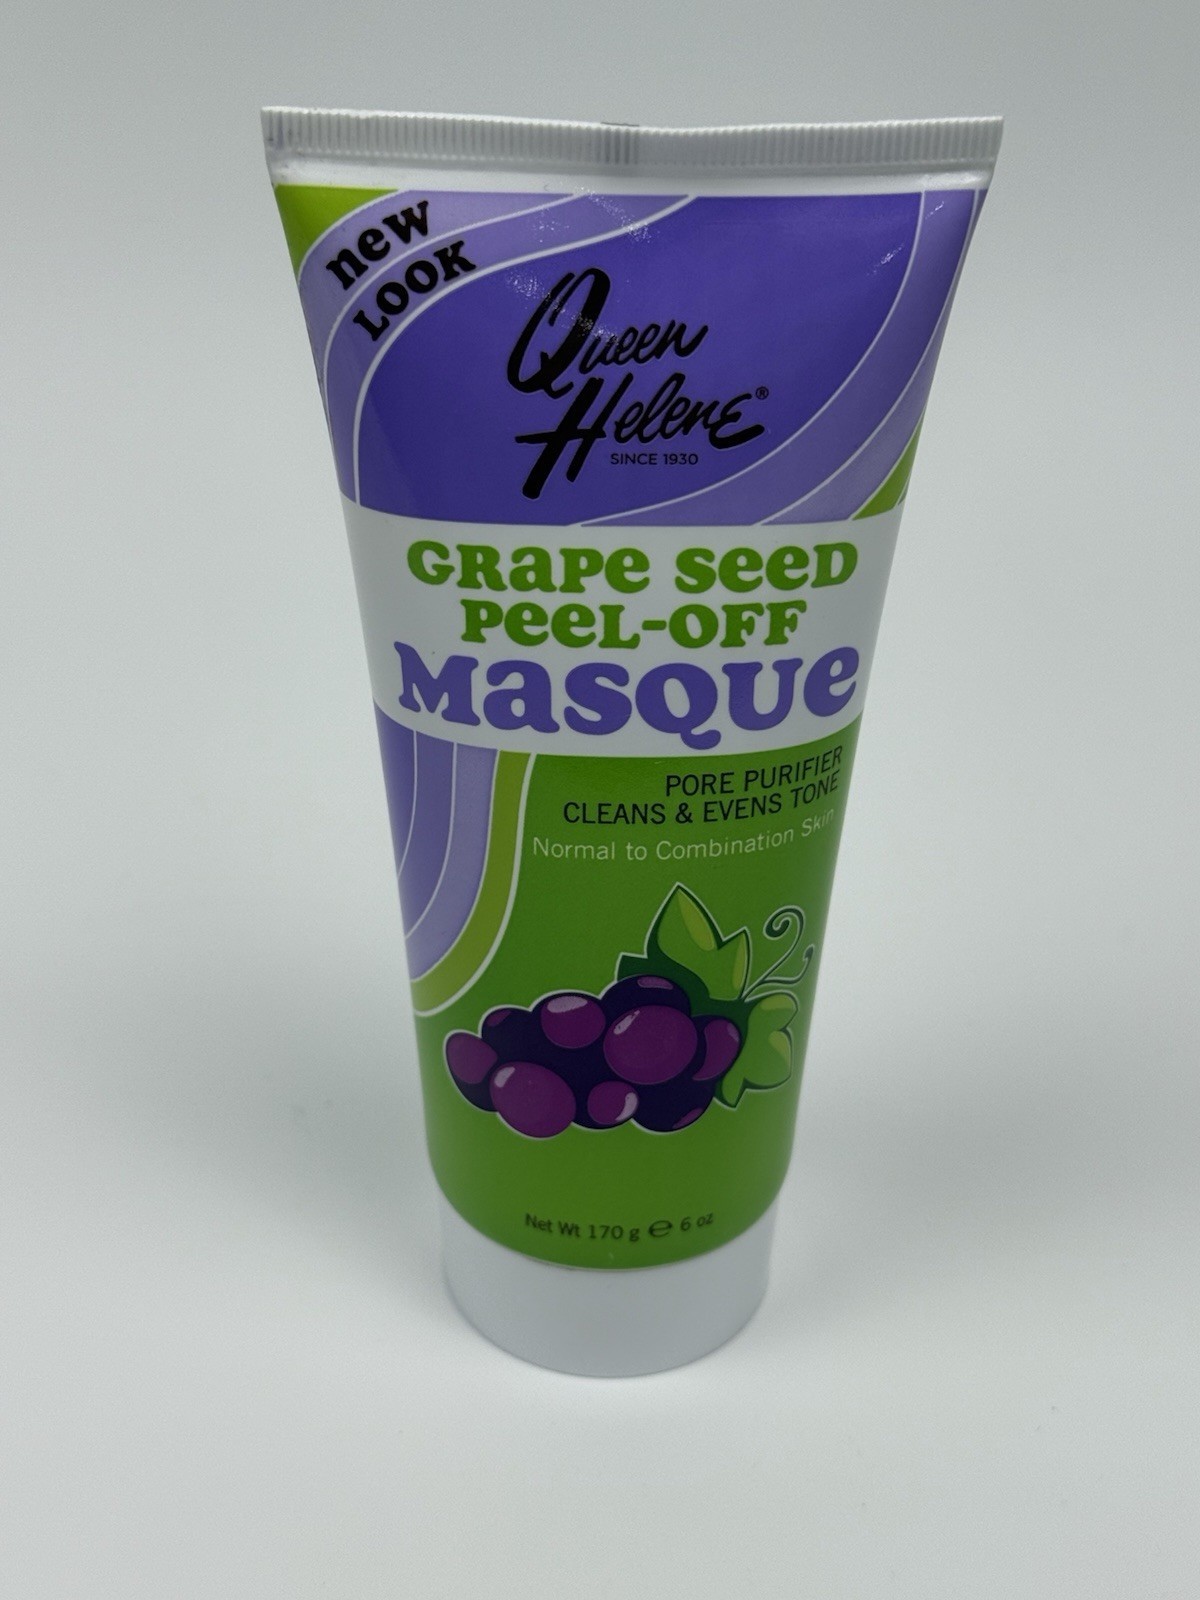 new
LOOK
Queen
Helene®
SINCE 1930
GRaPe seeD
PeeL-OFF
MasQue
PORE PURIFIER
CLEANS & EVENS TONE
Normal to Combination Skin
Net Wt 170 g ℮ 6 oz